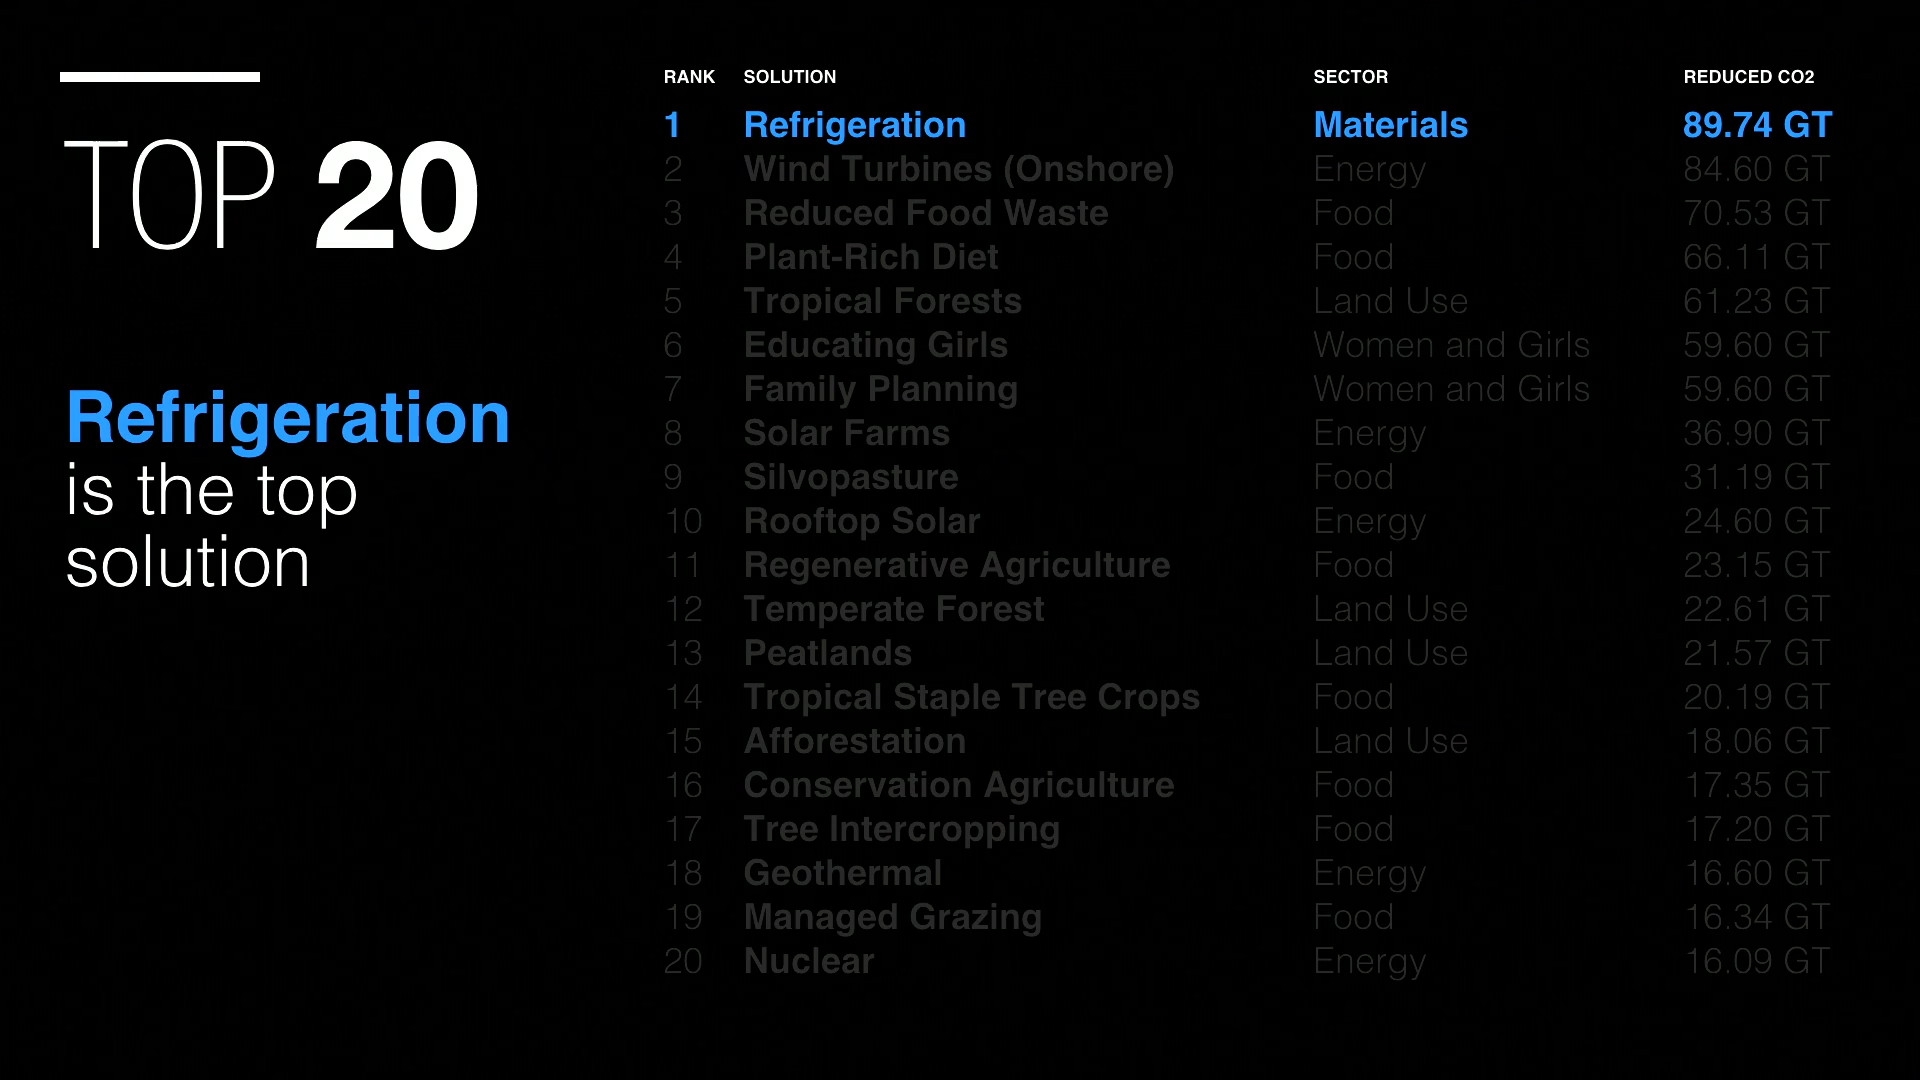 TOP 20
Refrigeration
is the top
solution
RANK SOLUTION SECTOR REDUCED CO2
1 Refrigeration Materials 89.74 GT
2 Wind Turbines (Onshore) Energy 84.60 GT
3 Reduced Food Waste Food 70.53 GT
4 Plant-Rich Diet Food 66.11 GT
5 Tropical Forests Land Use 61.23 GT
6 Educating Girls Women and Girls 59.60 GT
7 Family Planning Women and Girls 59.60 GT
8 Solar Farms Energy 36.90 GT
9 Silvopasture Food 31.19 GT
10 Rooftop Solar Energy 24.60 GT
11 Regenerative Agriculture Food 23.15 GT
12 Temperate Forest Land Use 22.61 GT
13 Peatlands Land Use 21.57 GT
14 Tropical Staple Tree Crops Food 20.19 GT
15 Afforestation Land Use 18.06 GT
16 Conservation Agriculture Food 17.35 GT
17 Tree Intercropping Food 17.20 GT
18 Geothermal Energy 16.60 GT
19 Managed Grazing Food 16.34 GT
20 Nuclear Energy 16.09 GT